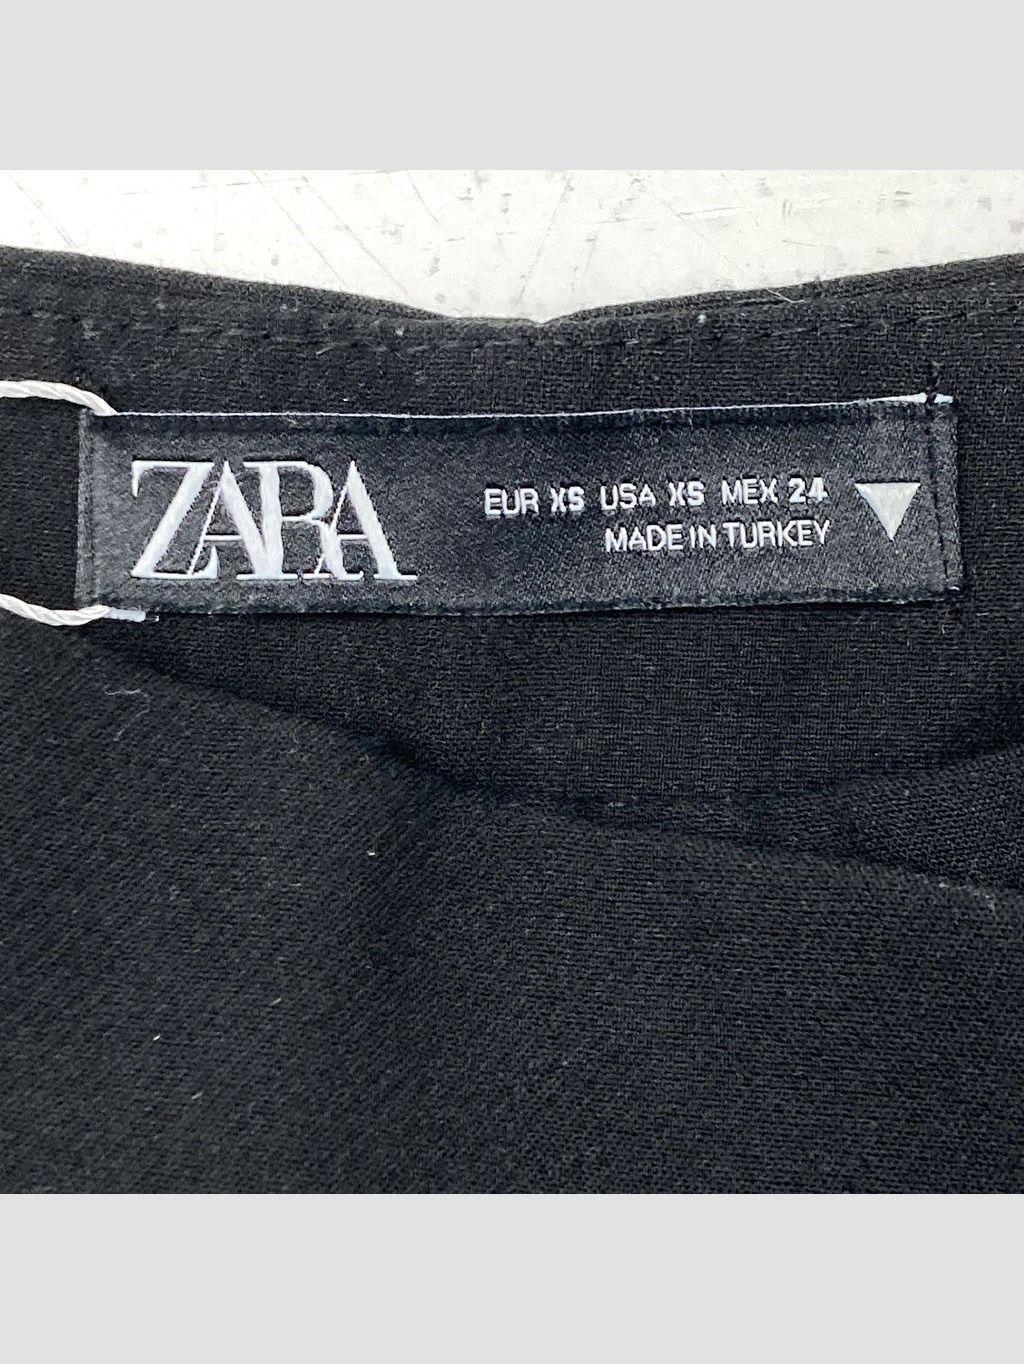 ZARA
EUR XS USA XS MEX 24
MADE IN TURKEY